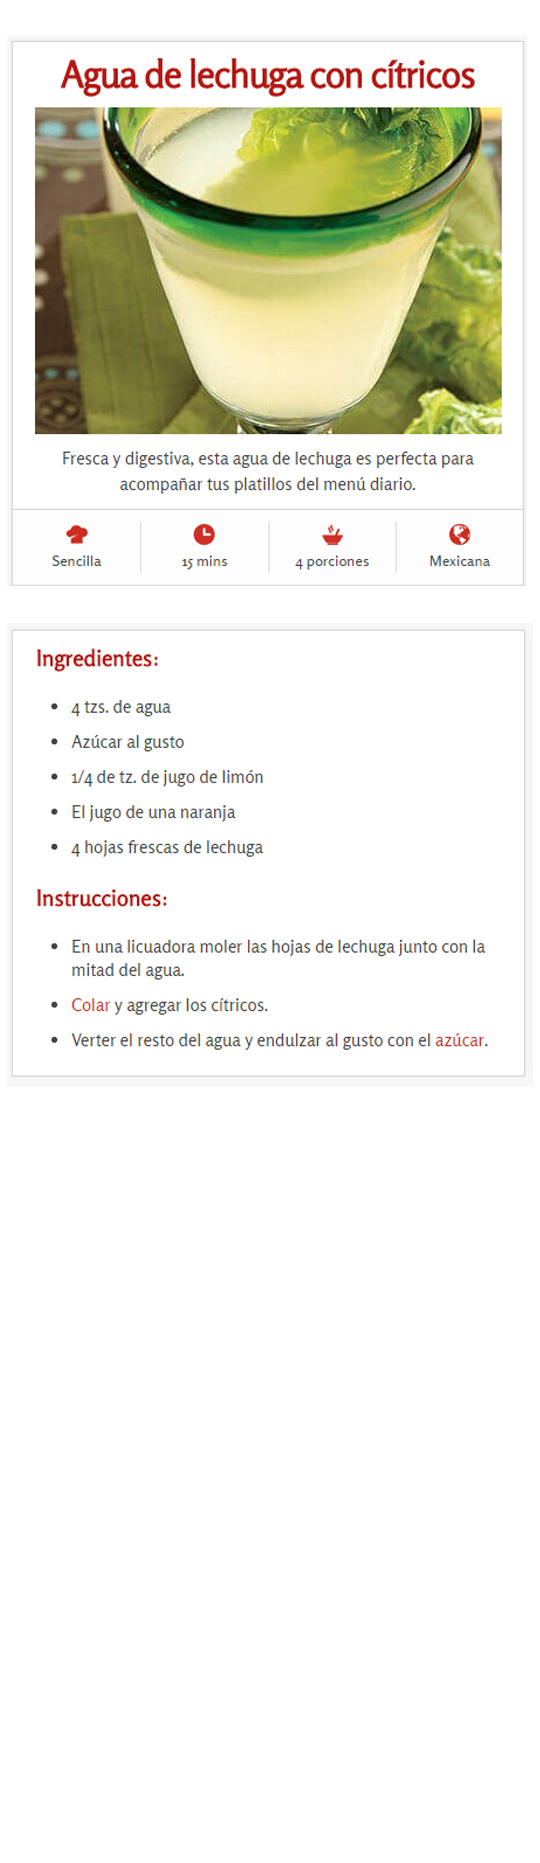 Agua de lechuga con cítricos
Fresca y digestiva, esta agua de lechuga es perfecta para
acompañar tus platillos del menú diario.
Sencilla
15 mins
4 porciones
Mexicana
Ingredientes:
• 4 tzs. de agua
• Azúcar al gusto
• 1/4 de tz. de jugo de limón
• El jugo de una naranja
• 4 hojas frescas de lechuga
Instrucciones:
• En una licuadora moler las hojas de lechuga junto con la
mitad del agua.
• Colar y agregar los cítricos.
• Verter el resto del agua y endulzar al gusto con el azúcar.